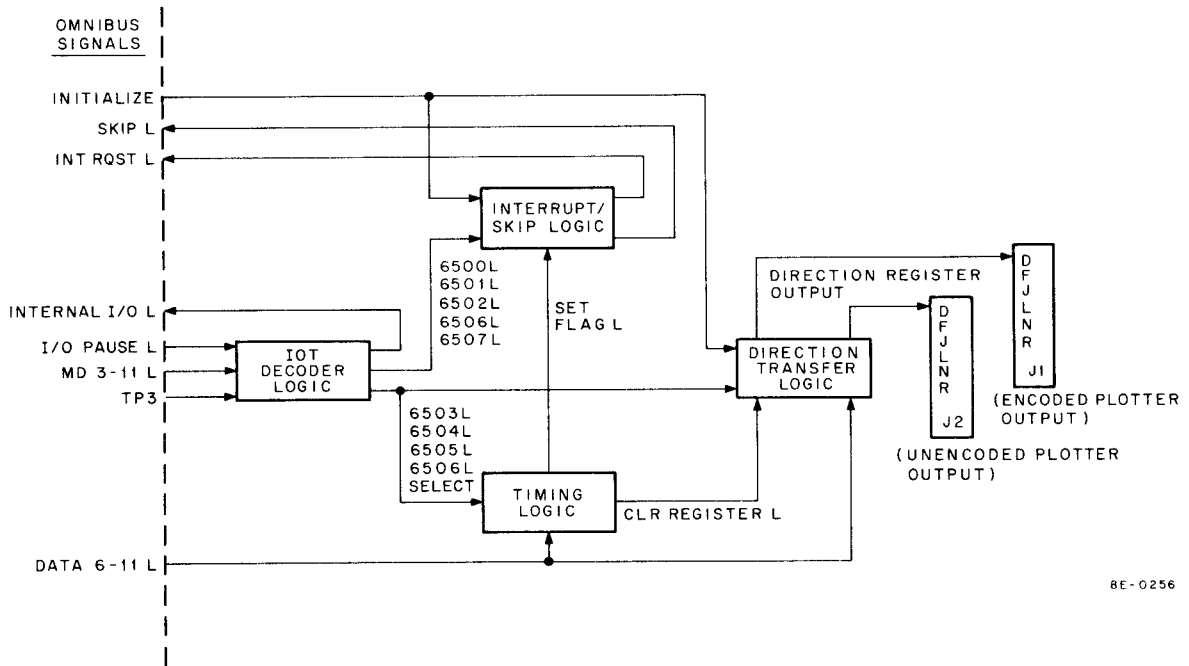 OMNIBUS
SIGNALS
INITIALIZE
SKIP L
INT RQST L
INTERRUPT/
SKIP LOGIC
6500L
6501L
6502L
6506L
6507L
SET
FLAG L
INTERNAL I/O L
I/O PAUSE L
MD 3-11 L
TP3
IOT
DECODER
LOGIC
6503L
6504L
6505L
6506L
SELECT
TIMING
LOGIC
CLR REGISTER L
DATA 6-11 L
DIRECTION REGISTER
OUTPUT
DIRECTION
TRANSFER
LOGIC
D
F
J
L
N
R
J2
(UNENCODED PLOTTER
OUTPUT)
D
F
J
L
N
R
J1
(ENCODED PLOTTER
OUTPUT)
8E-0256